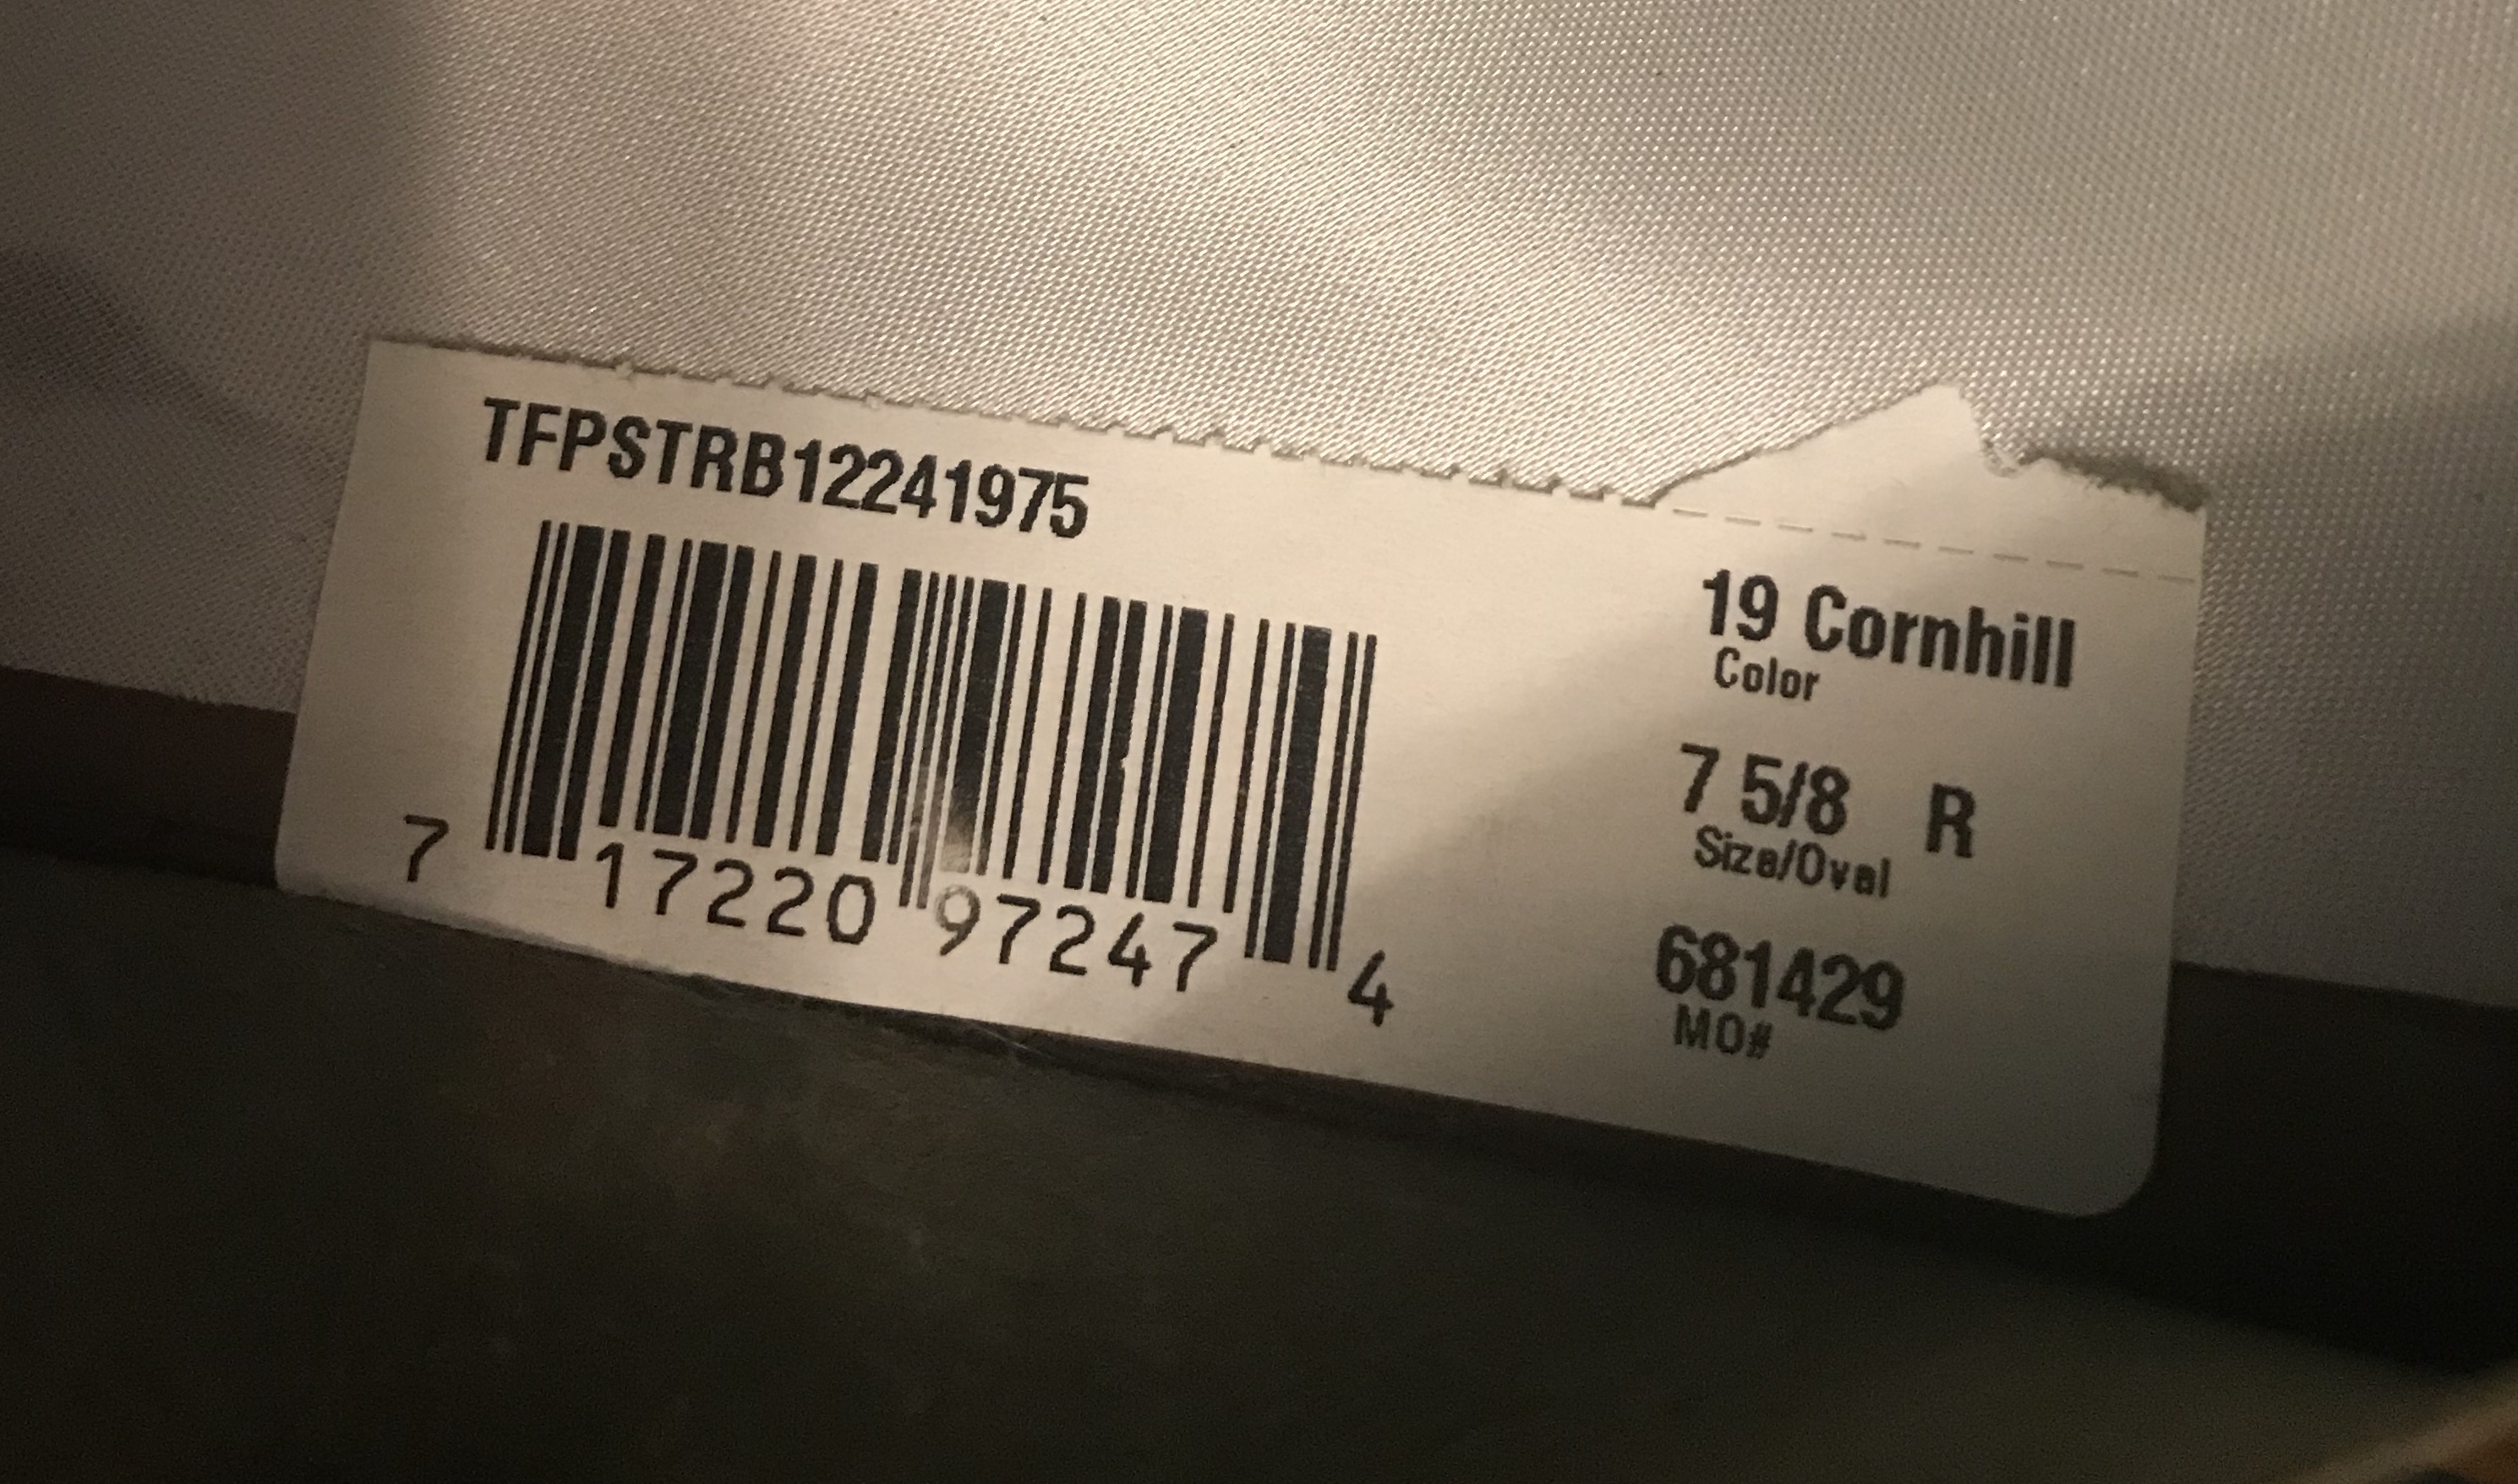 TFPSTRB12241975
7 17220 97247 4
19 Cornhill
Color
7 5/8 R
Size/Oval
681429
MO#